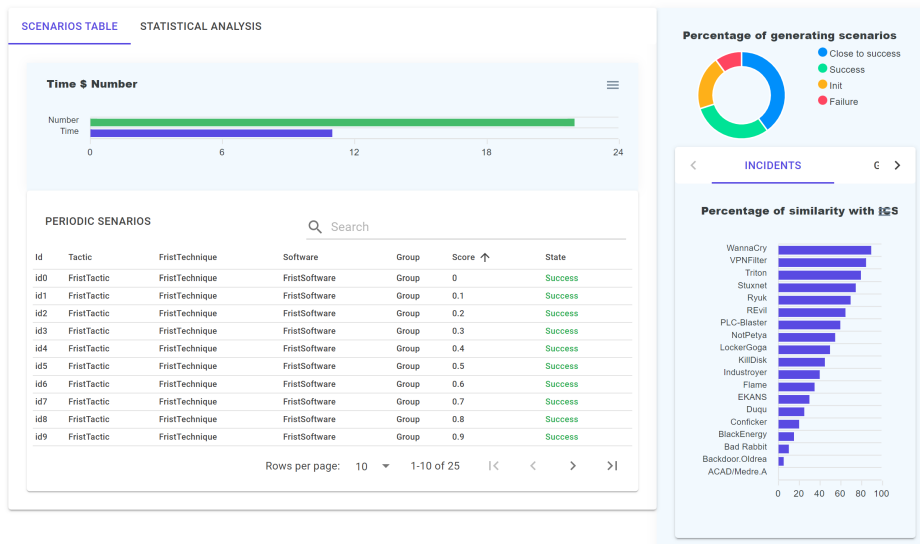 SCENARIOS TABLE STATISTICAL ANALYSIS
Time $ Number
Number
Time
0 6 12 18 24
PERIODIC SENARIOS
Search
Id Tactic FristTechnique Software Group Score State
id0 FristTactic FristTechnique FristSoftware Group 0 Success
id1 FristTactic FristTechnique FristSoftware Group 0.1 Success
id2 FristTactic FristTechnique FristSoftware Group 0.2 Success
id3 FristTactic FristTechnique FristSoftware Group 0.3 Success
id4 FristTactic FristTechnique FristSoftware Group 0.4 Success
id5 FristTactic FristTechnique FristSoftware Group 0.5 Success
id6 FristTactic FristTechnique FristSoftware Group 0.6 Success
id7 FristTactic FristTechnique FristSoftware Group 0.7 Success
id8 FristTactic FristTechnique FristSoftware Group 0.8 Success
id9 FristTactic FristTechnique FristSoftware Group 0.9 Success
Rows per page: 10 1-10 of 25
Percentage of generating scenarios
Close to success
Success
Init
Failure
INCIDENTS
Percentage of similarity with
WannaCry
VPNFilter
Triton
Stuxnet
Ryuk
REvil
PLC-Blaster
NotPetya
LockerGoga
KillDisk
Industroyer
Flame
EKANS
Duqu
Conficker
BlackEnergy
Bad Rabbit
Backdoor.Oldrea
ACAD/Medre.A
0 20 40 60 80 100